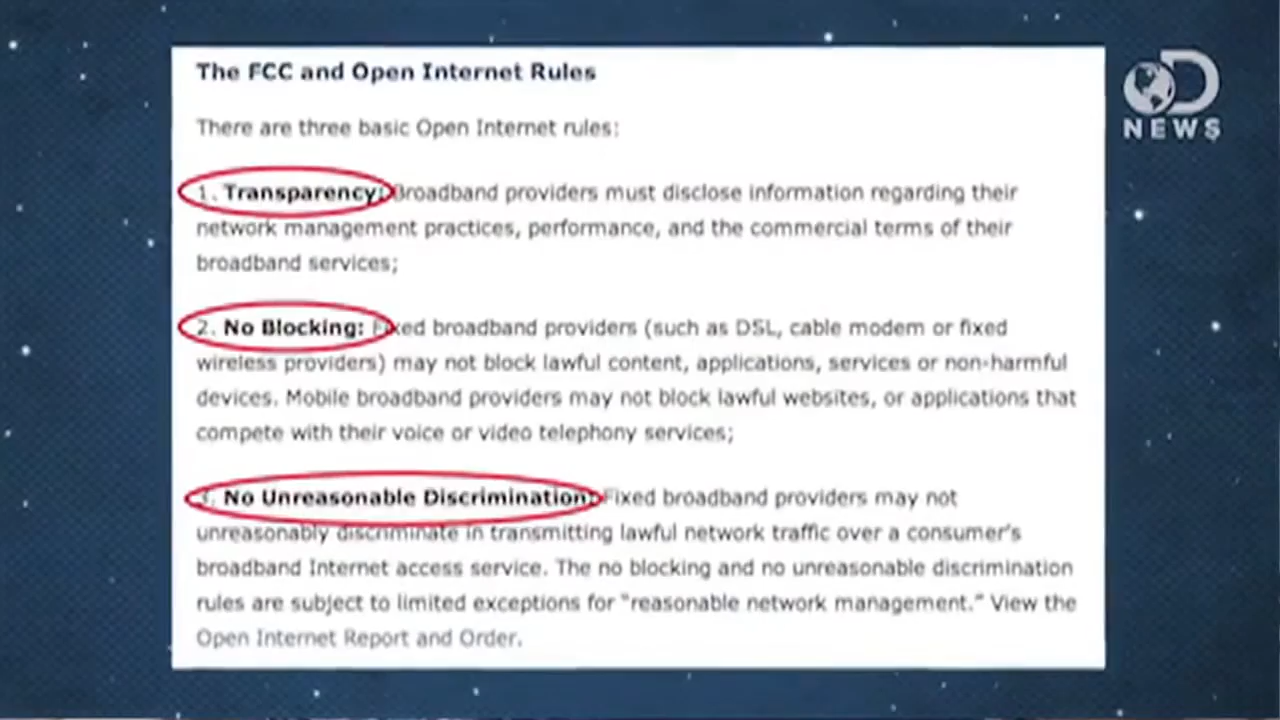 The FCC and Open Internet Rules
There are three basic Open Internet rules:
1. Transparency: Broadband providers must disclose information regarding their
network management practices, performance, and the commercial terms of their
broadband services;
2. No Blocking: Fixed broadband providers (such as DSL, cable modem or fixed
wireless providers) may not block lawful content, applications, services or non-harmful
devices. Mobile broadband providers may not block lawful websites, or applications that
compete with their voice or video telephony services;
3. No Unreasonable Discrimination: Fixed broadband providers may not
unreasonably discriminate in transmitting lawful network traffic over a consumer's
broadband Internet access service. The no blocking and no unreasonable discrimination
rules are subject to limited exceptions for "reasonable network management." View the
Open Internet Report and Order.
D
NEWS